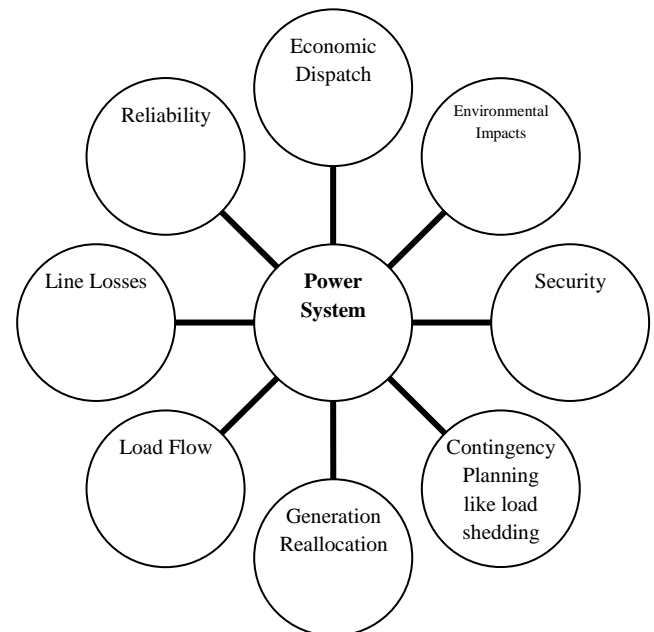 Economic
Dispatch
Environmental
Impacts
Security
Contingency
Planning
like load
shedding
Generation
Reallocation
Load Flow
Line Losses
Reliability
Power
System